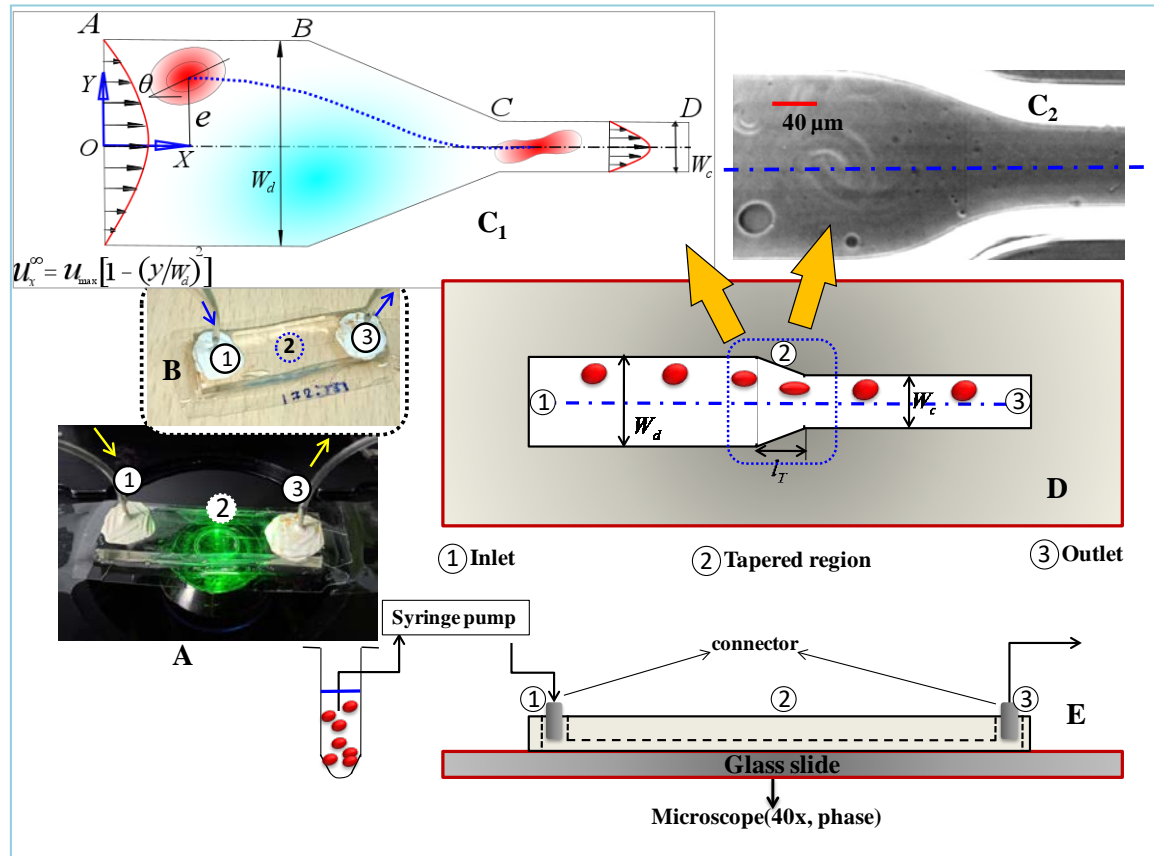 A
B
Y
θ
e
O
X
W_d
C
D
W_c
C₁
u_x^∞ = u_max [1 - (y/w_d)²]
40 µm
C₂
B
1
2
3
1
2
3
A
2
1
3
W_d
W_c
l_T
D
① Inlet
② Tapered region
③ Outlet
Syringe pump
connector
1
2
3
E
Glass slide
Microscope(40x, phase)